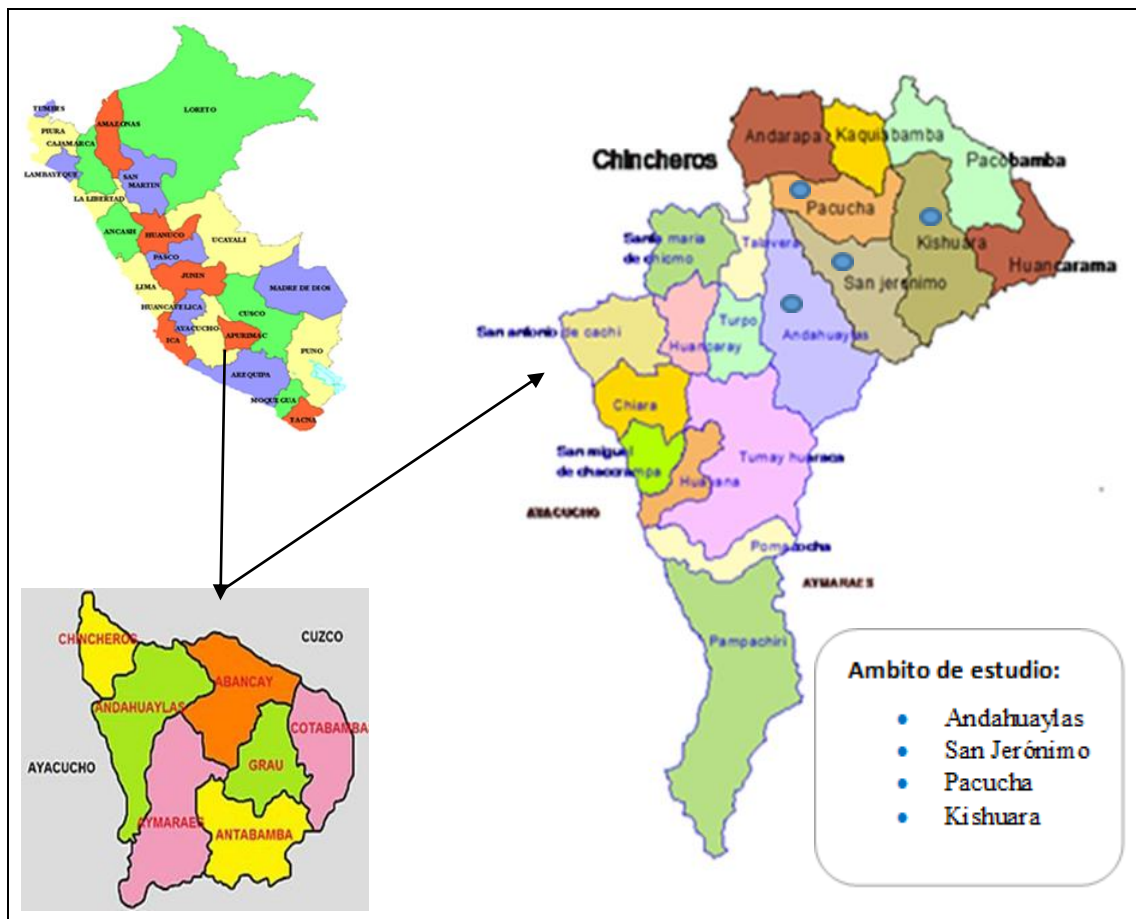 TUMBES
LORETO
PIURA
AMAZONAS
CAJAMARCA
LAMBAYEQUE
SAN
MARTIN
LA LIBERTAD
ANCASH
HUANUCO
UCAYALI
PASCO
LIMA
JUNIN
MADRE DE DIOS
HUANCAVELICA
CUSCO
AYACUCHO
APURIMAC
ICA
PUNO
AREQUIPA
MOQUEGUA
TACNA
CHINCHEROS
CUZCO
ABANCAY
ANDAHUAYLAS
COTABAMBAS
AYACUCHO
GRAU
AYMARAES
ANTABAMBA
Chincheros
Andarapa
Kaquiabamba
Pacobamba
Pacucha
Kishuara
Huancarama
Santa maria
de chicmo
Talavera
San jeronimo
San antonio de cachi
Huancaray
Turpo
Andahuaylas
Chiara
San miguel
de chaccrampa
Huayana
Tumay huaraca
AYACUCHO
Pomacocha
AYMARAES
Pampachiri
Ambito de estudio:
• Andahuaylas
• San Jerónimo
• Pacucha
• Kishuara